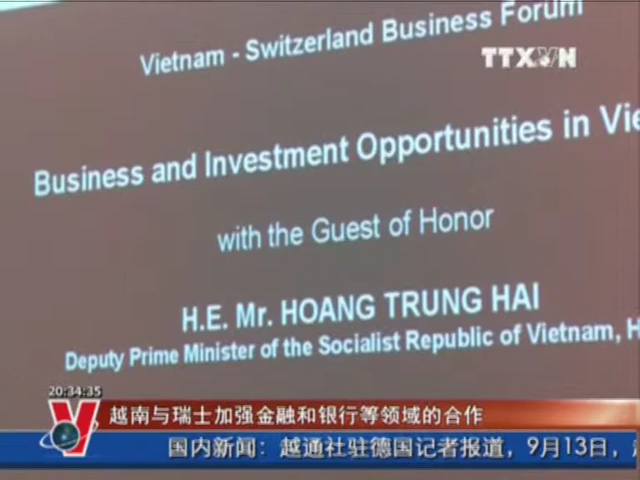 Vietnam - Switzerland Business Forum
TTXVN
Business and Investment Opportunities in Vie
with the Guest of Honor
H.E. Mr. HOANG TRUNG HAI
Deputy Prime Minister of the Socialist Republic of Vietnam, H
20:34:35
越南与瑞士加强金融和银行等领域的合作
国内新闻：越通社驻德国记者报道，9月13日，